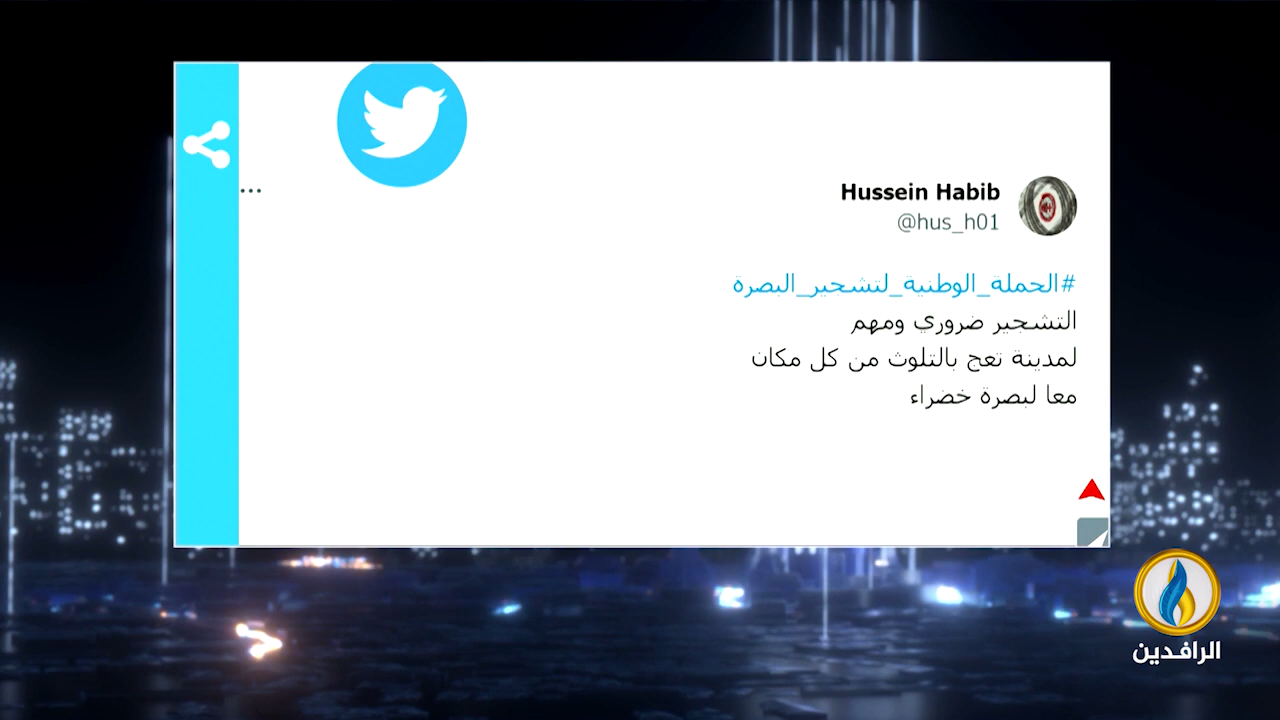 ...
Hussein Habib
@hus_h01
#الحملة_الوطنية_لتشجير_البصرة
التشجير ضروري ومهم
لمدينة تعج بالتلوث من كل مكان
معا لبصرة خضراء
الرافدين